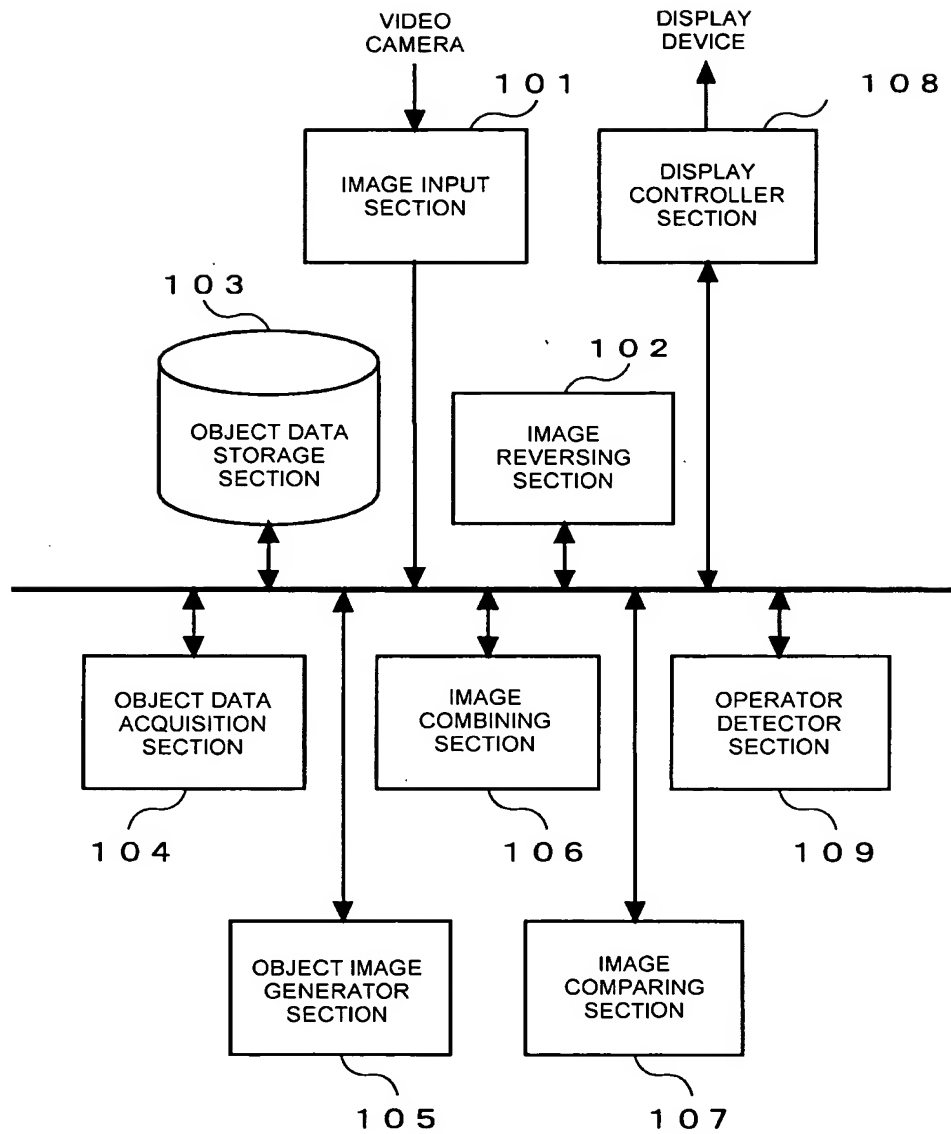 VIDEO
CAMERA
DISPLAY
DEVICE
101
108
IMAGE INPUT
SECTION
DISPLAY
CONTROLLER
SECTION
103
102
OBJECT DATA
STORAGE
SECTION
IMAGE
REVERSING
SECTION
OBJECT DATA
ACQUISITION
SECTION
IMAGE
COMBINING
SECTION
OPERATOR
DETECTOR
SECTION
104
106
109
OBJECT IMAGE
GENERATOR
SECTION
IMAGE
COMPARING
SECTION
105
107